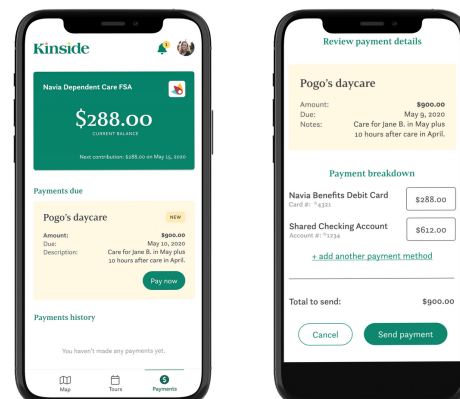 Kinside
Navia Dependent Care FSA
$288.00
CURRENT BALANCE
Next contribution: $288.00 on May 15, 2020
Payments due
Pogo's daycare
NEW
Amount: $900.00
Due: May 10, 2020
Description: Care for Jane B. in May plus
10 hours after care in April.
Pay now
Payments history
You haven't made any payments yet.
Map
Tours
$
Payments
Review payment details
Pogo's daycare
Amount: $900.00
Due: May 9, 2020
Notes: Care for Jane B. in May plus
10 hours after care in April.
Payment breakdown
Navia Benefits Debit Card
Card #: *4321
$288.00
Shared Checking Account
Account #: *1234
$612.00
+ add another payment method
Total to send: $900.00
Cancel
Send payment